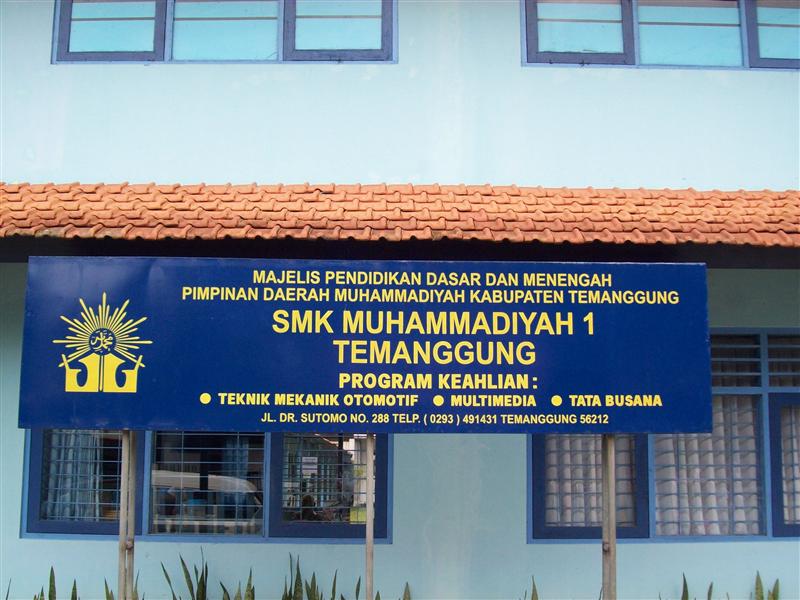 MAJELIS PENDIDIKAN DASAR DAN MENENGAH
PIMPINAN DAERAH MUHAMMADIYAH KABUPATEN TEMANGGUNG
SMK MUHAMMADIYAH 1
TEMANGGUNG
PROGRAM KEAHLIAN :
● TEKNIK MEKANIK OTOMOTIF ● MULTIMEDIA ● TATA BUSANA
JL. DR. SUTOMO NO. 288 TELP. ( 0293 ) 491431 TEMANGGUNG 56212